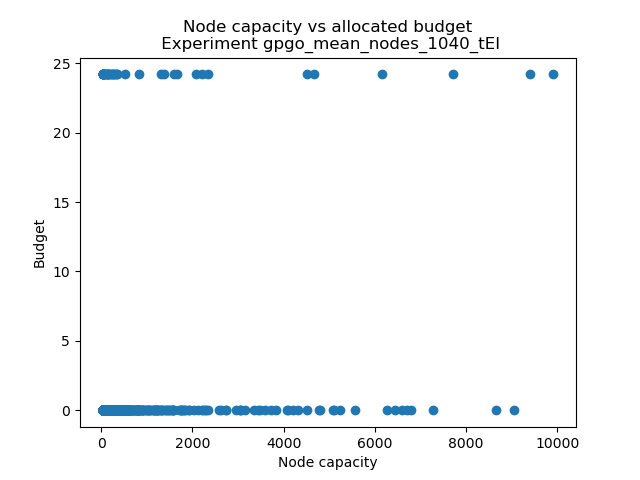 Node capacity vs allocated budget
Experiment gpgo_mean_nodes_1040_tEI
25
20
15
10
5
0
Budget
0 2000 4000 6000 8000 10000
Node capacity